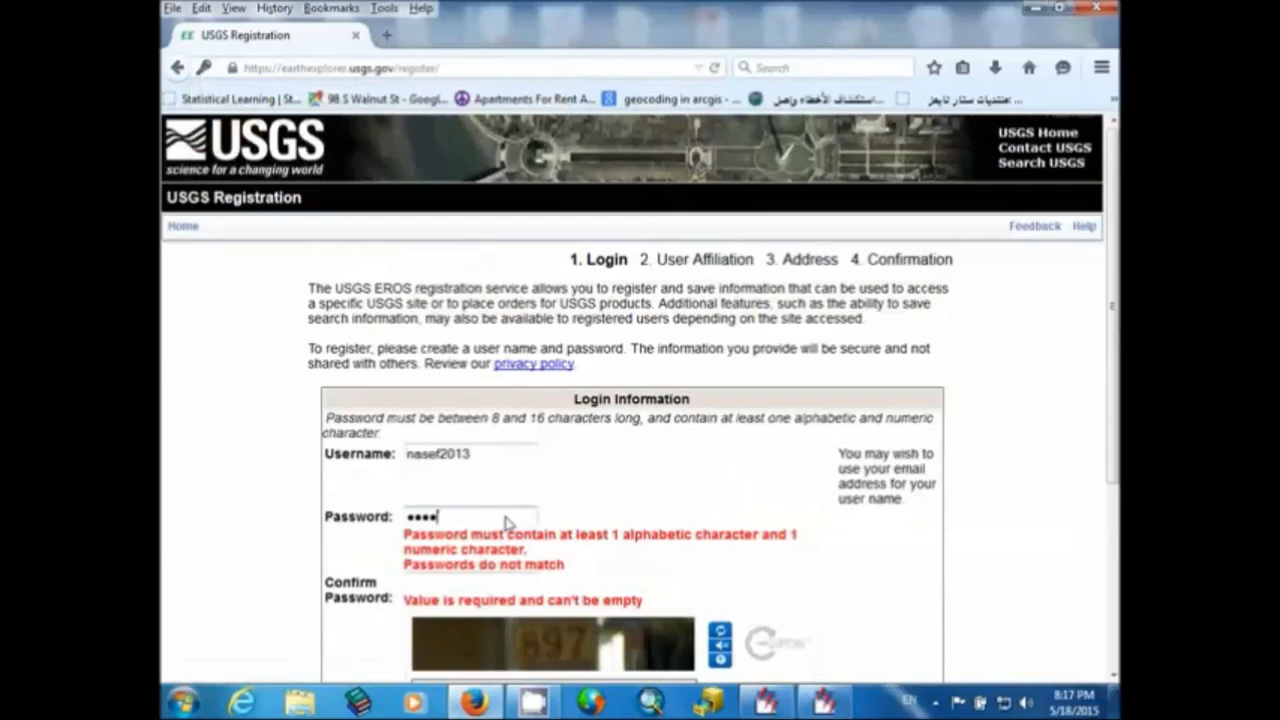 File Edit View History Bookmarks Tools Help
USGS Registration
https://earthexplorer.usgs.gov/register/
Search
Statistical Learning | St...
98 S Walnut St - Googl...
Apartments For Rent A...
geocoding in arcgis - ...
استكشاف الأخطاء وإصل...
منتديات ستار تايمز ...
USGS
science for a changing world
USGS Home
Contact USGS
Search USGS
USGS Registration
Home
Feedback Help
1. Login 2. User Affiliation 3. Address 4. Confirmation
The USGS EROS registration service allows you to register and save information that can be used to access
a specific USGS site or to place orders for USGS products. Additional features, such as the ability to save
search information, may also be available to registered users depending on the site accessed.
To register, please create a user name and password. The information you provide will be secure and not
shared with others. Review our privacy policy.
Login Information
Password must be between 8 and 16 characters long, and contain at least one alphabetic and numeric
character.
Username: nasef2013
You may wish to
use your email
address for your
user name.
Password: ••••
Password must contain at least 1 alphabetic character and 1
numeric character.
Passwords do not match
Confirm
Password: Value is required and can't be empty
897
EN
8:17 PM
5/18/2015